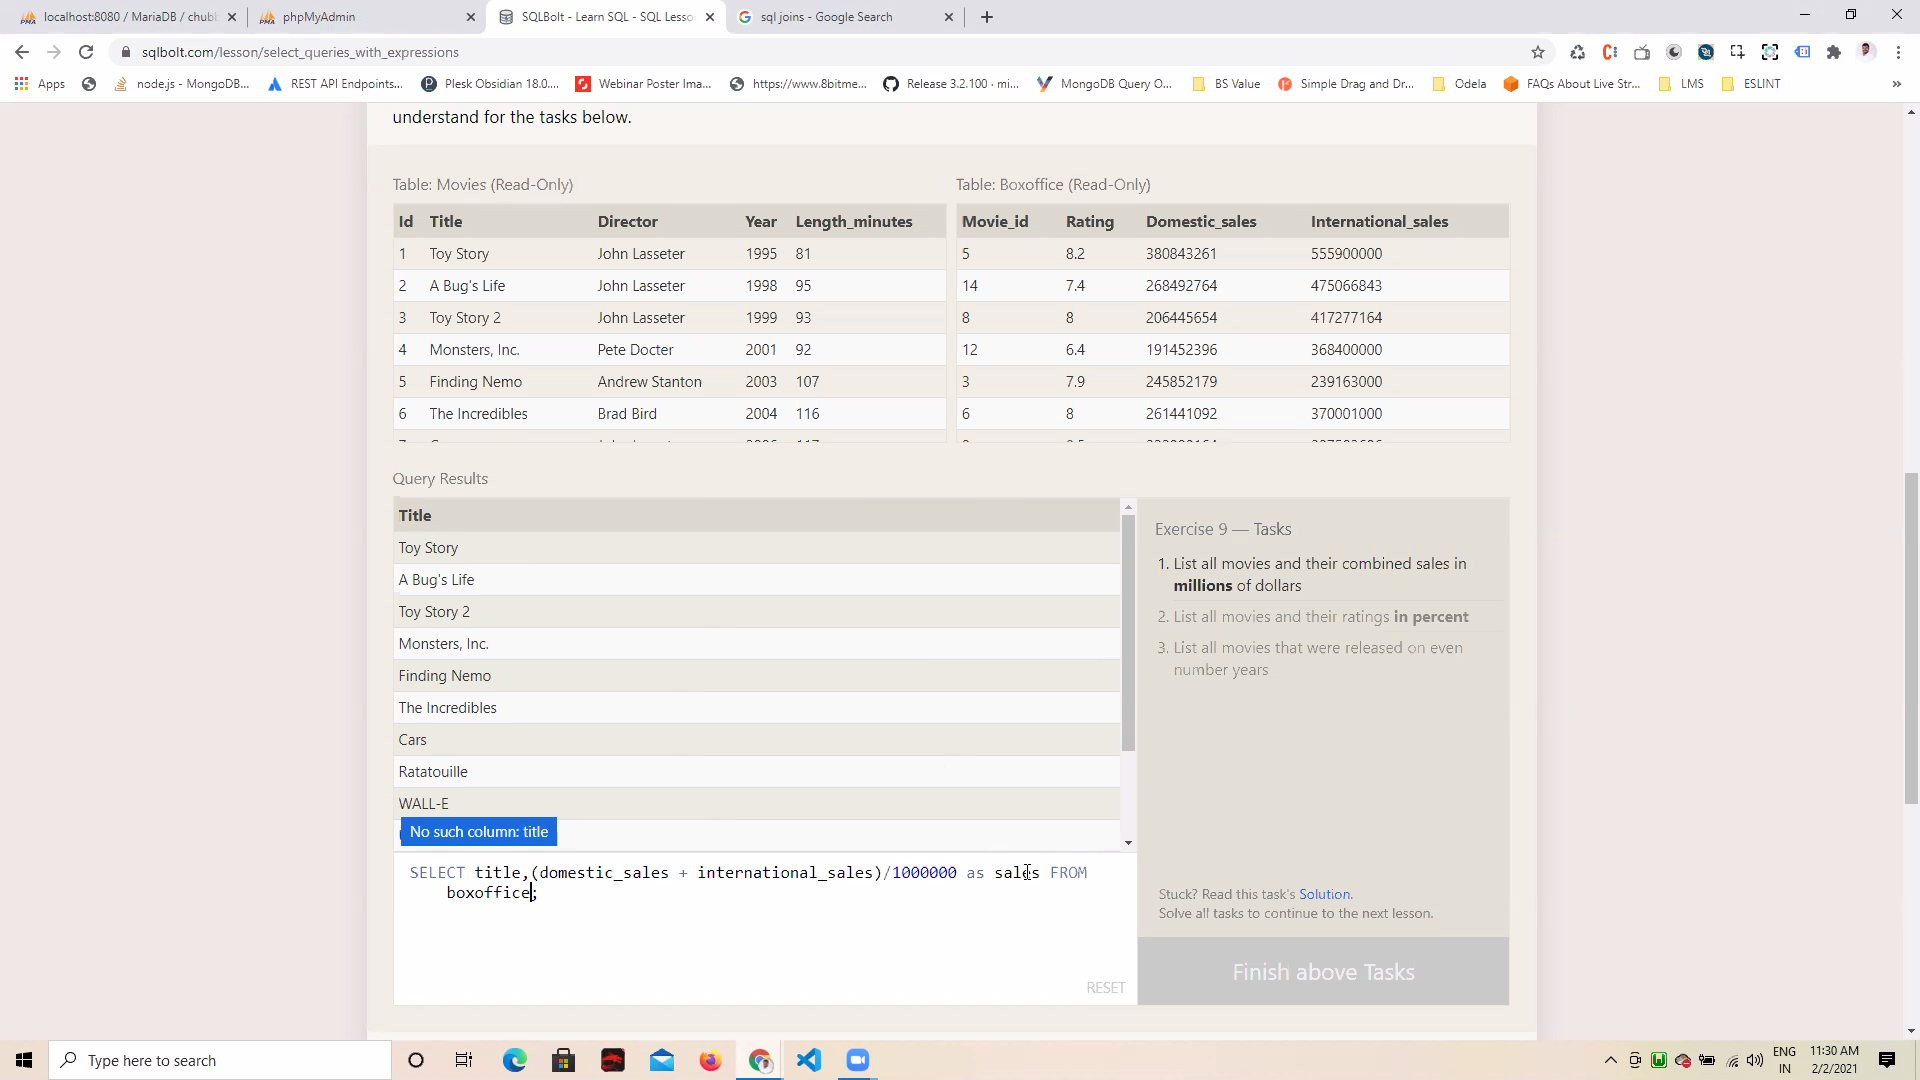 localhost:8080 / MariaDB / chub
phpMyAdmin
SQLBolt - Learn SQL - SQL Lesso
sql joins - Google Search
sqlbolt.com/lesson/select_queries_with_expressions
Apps
node.js - MongoDB...
REST API Endpoints...
Plesk Obsidian 18.0....
Webinar Poster Ima...
https://www.8bitme...
Release 3.2.100 · mi...
MongoDB Query O...
BS Value
Simple Drag and Dr...
Odela
FAQs About Live Str...
LMS
ESLINT
»
understand for the tasks below.
Table: Movies (Read-Only)
Id Title Director Year Length_minutes
1 Toy Story John Lasseter 1995 81
2 A Bug's Life John Lasseter 1998 95
3 Toy Story 2 John Lasseter 1999 93
4 Monsters, Inc. Pete Docter 2001 92
5 Finding Nemo Andrew Stanton 2003 107
6 The Incredibles Brad Bird 2004 116
Table: Boxoffice (Read-Only)
Movie_id Rating Domestic_sales International_sales
5 8.2 380843261 555900000
14 7.4 268492764 475066843
8 8 206445654 417277164
12 6.4 191452396 368400000
3 7.9 245852179 239163000
6 8 261441092 370001000
Query Results
Title
Toy Story
A Bug's Life
Toy Story 2
Monsters, Inc.
Finding Nemo
The Incredibles
Cars
Ratatouille
WALL-E
No such column: title
SELECT title,(domestic_sales + international_sales)/1000000 as sales FROM
boxoffice;
RESET
Exercise 9 — Tasks
1. List all movies and their combined sales in
millions of dollars
2. List all movies and their ratings in percent
3. List all movies that were released on even
number years
Stuck? Read this task's Solution.
Solve all tasks to continue to the next lesson.
Finish above Tasks
Type here to search
ENG
IN
11:30 AM
2/2/2021